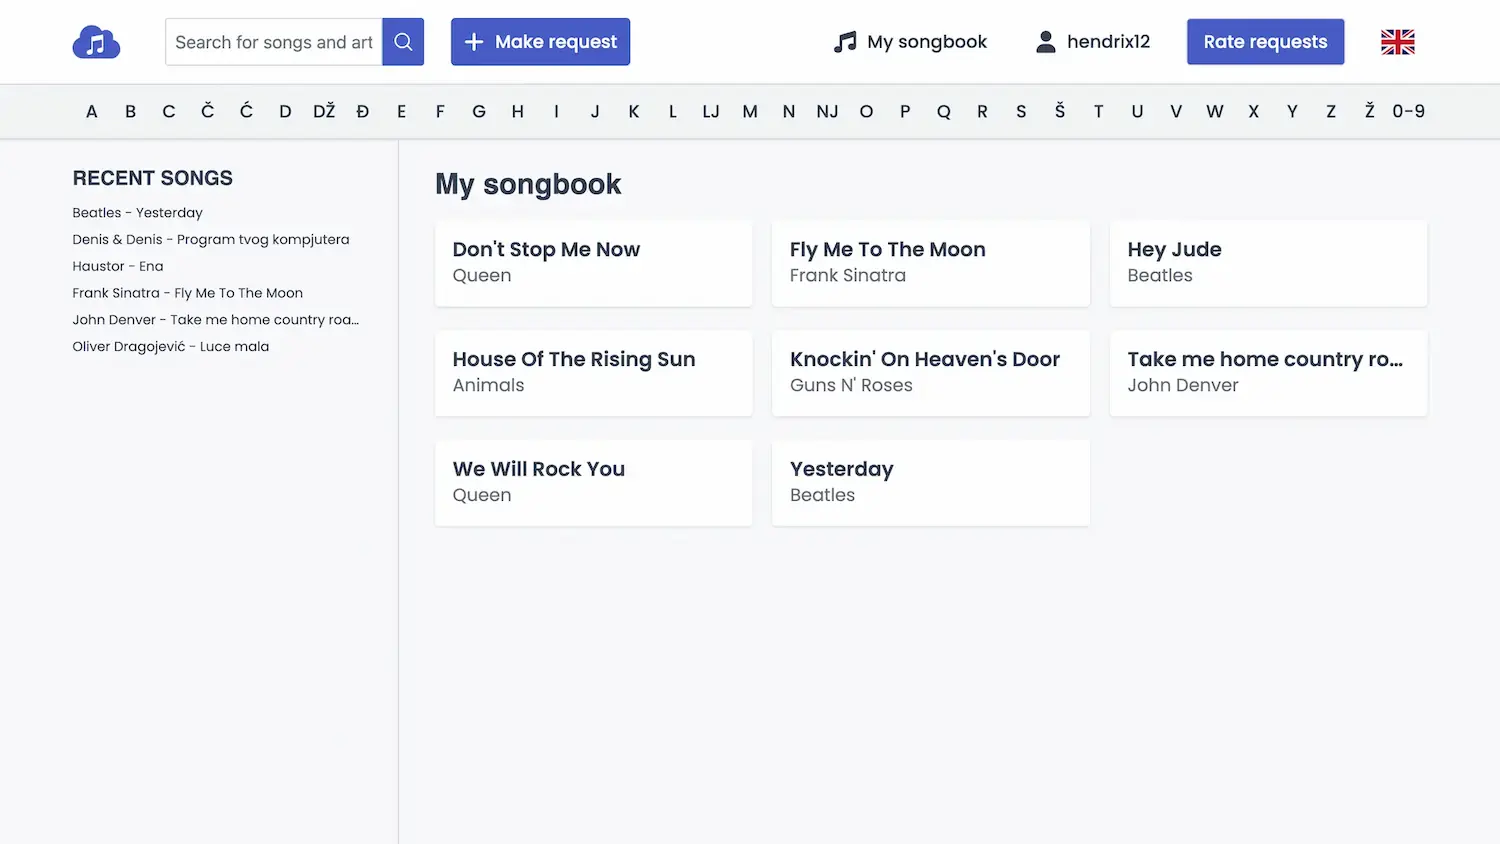 Search for songs and art
Make request
My songbook
hendrix12
Rate requests
A B C Č Ć D DŽ Đ E F G H I J K L LJ M N NJ O P Q R S Š T U V W X Y Z Ž 0-9
RECENT SONGS
Beatles - Yesterday
Denis & Denis - Program tvog kompjutera
Haustor - Ena
Frank Sinatra - Fly Me To The Moon
John Denver - Take me home country roa...
Oliver Dragojević - Luce mala
My songbook
Don't Stop Me Now
Queen
Fly Me To The Moon
Frank Sinatra
Hey Jude
Beatles
House Of The Rising Sun
Animals
Knockin' On Heaven's Door
Guns N' Roses
Take me home country ro...
John Denver
We Will Rock You
Queen
Yesterday
Beatles